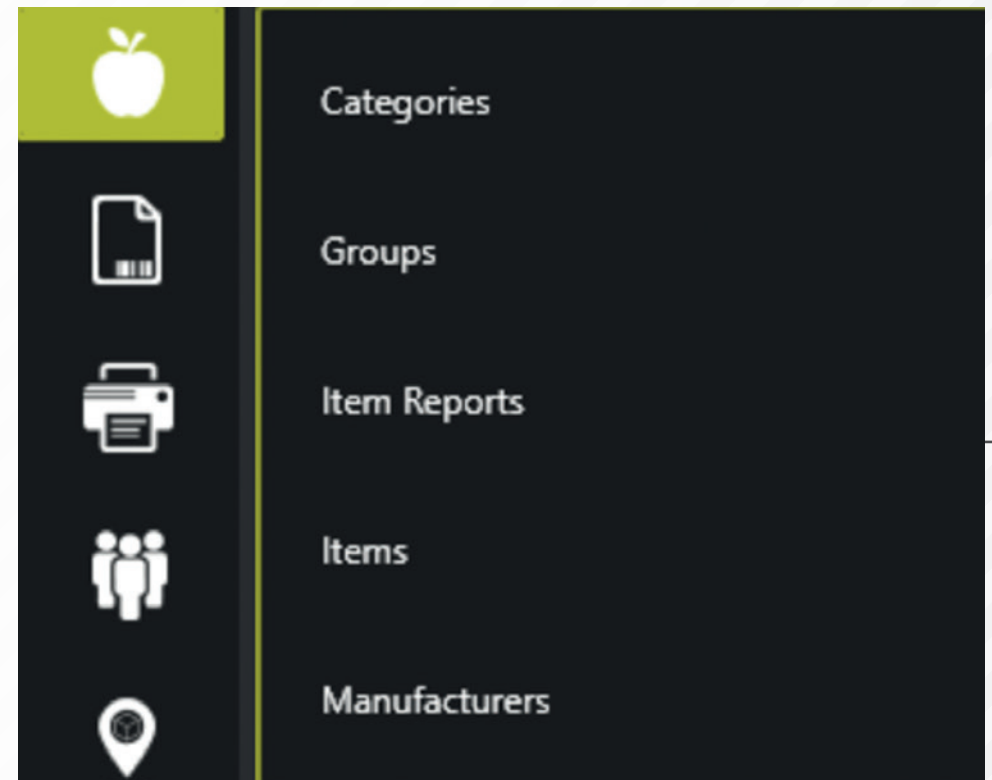 Categories
Groups
Item Reports
Items
Manufacturers